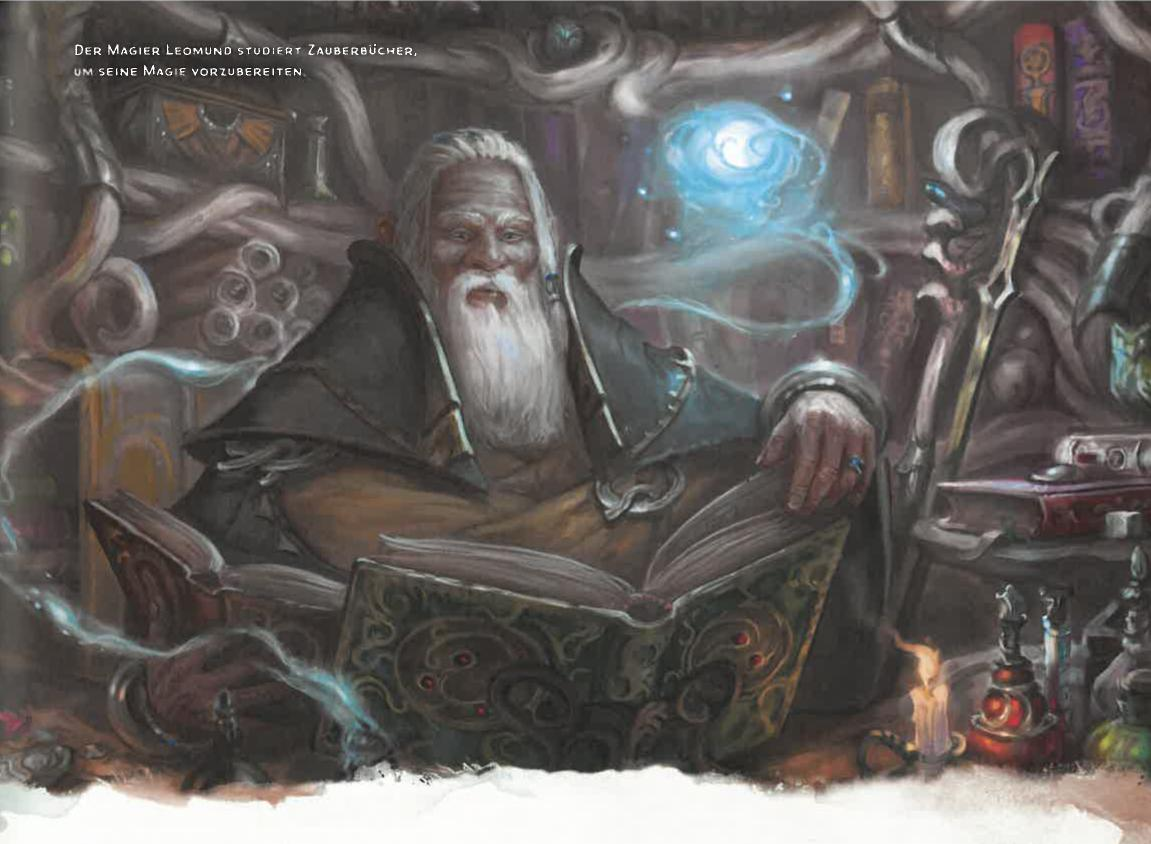 Der Magier Leomund studiert Zauberbücher,
um seine Magie vorzubereiten.